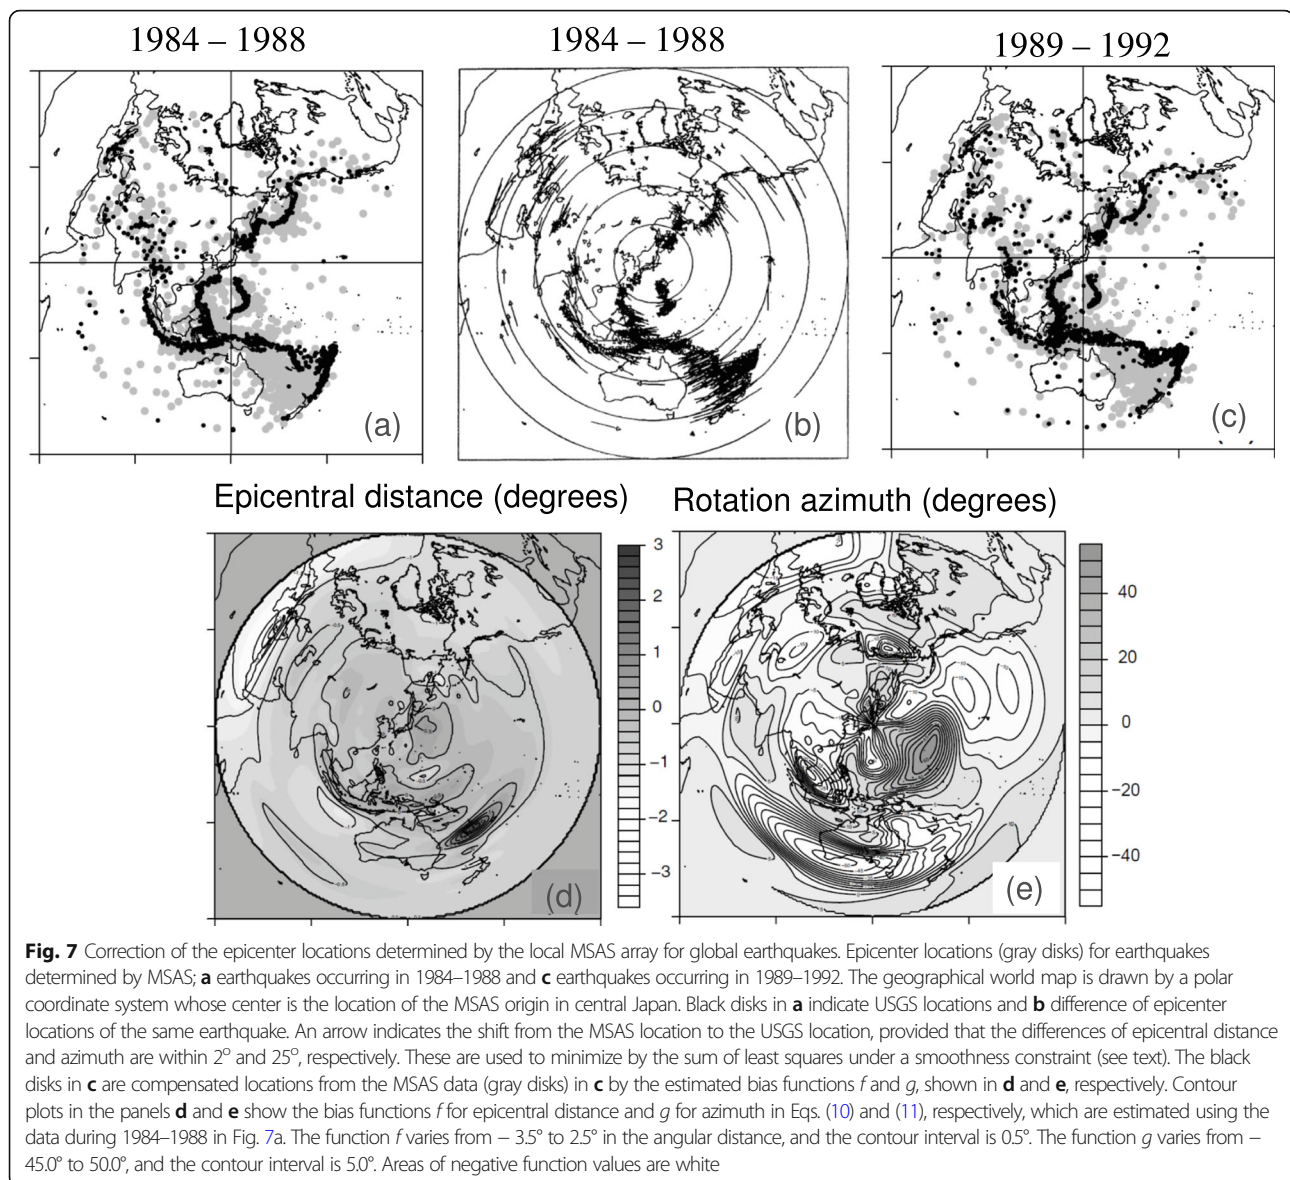 1984 – 1988
1984 – 1988
1989 – 1992
(a)
(b)
(c)
Epicentral distance (degrees)
Rotation azimuth (degrees)
3
2
1
0
−1
−2
−3
(d)
40
20
0
−20
−40
(e)
Fig. 7 Correction of the epicenter locations determined by the local MSAS array for global earthquakes. Epicenter locations (gray disks) for earthquakes
determined by MSAS; a earthquakes occurring in 1984–1988 and c earthquakes occurring in 1989–1992. The geographical world map is drawn by a polar
coordinate system whose center is the location of the MSAS origin in central Japan. Black disks in a indicate USGS locations and b difference of epicenter
locations of the same earthquake. An arrow indicates the shift from the MSAS location to the USGS location, provided that the differences of epicentral distance
and azimuth are within 2° and 25°, respectively. These are used to minimize by the sum of least squares under a smoothness constraint (see text). The black
disks in c are compensated locations from the MSAS data (gray disks) in c by the estimated bias functions f and g, shown in d and e, respectively. Contour
plots in the panels d and e show the bias functions f for epicentral distance and g for azimuth in Eqs. (10) and (11), respectively, which are estimated using the
data during 1984–1988 in Fig. 7a. The function f varies from − 3.5° to 2.5° in the angular distance, and the contour interval is 0.5°. The function g varies from −
45.0° to 50.0°, and the contour interval is 5.0°. Areas of negative function values are white